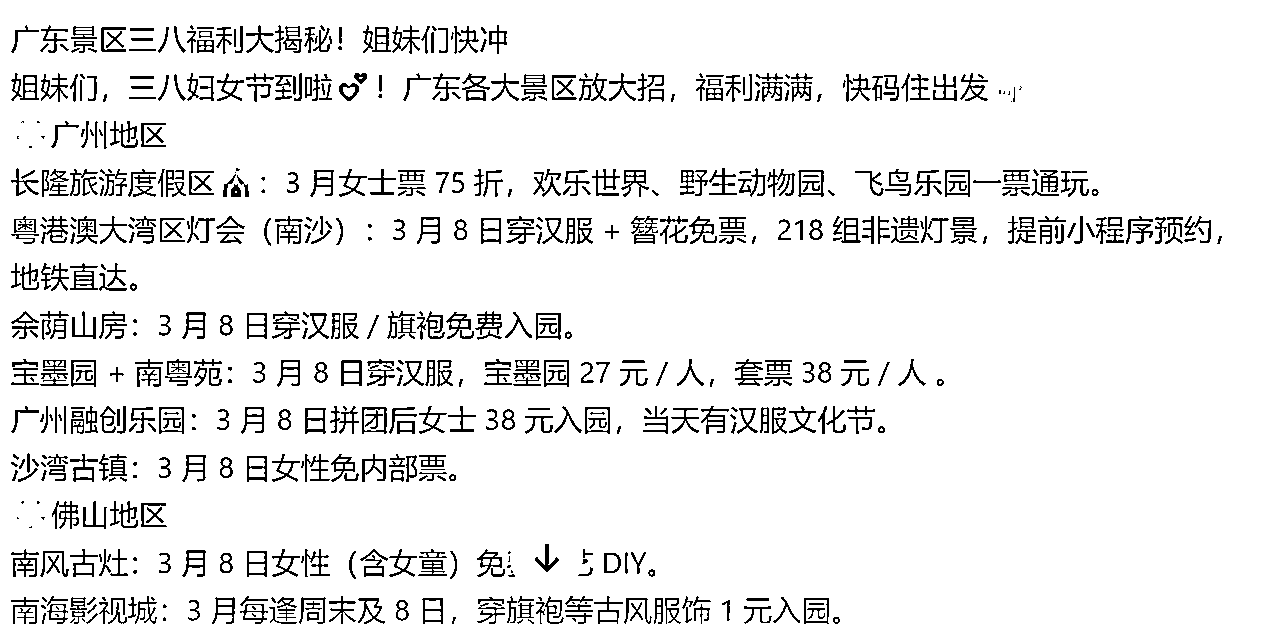 广东景区三八福利大揭秘！姐妹们快冲
姐妹们，三八妇女节到啦💕！广东各大景区放大招，福利满满，快码住出发
广州地区
长隆旅游度假区🎪：3 月女士票 75 折，欢乐世界、野生动物园、飞鸟乐园一票通玩。
粤港澳大湾区灯会（南沙）：3 月 8 日穿汉服 + 簪花免票，218 组非遗灯景，提前小程序预约，
地铁直达。
余荫山房：3 月 8 日穿汉服 / 旗袍免费入园。
宝墨园 + 南粤苑：3 月 8 日穿汉服，宝墨园 27 元 / 人，套票 38 元 / 人 。
广州融创乐园：3 月 8 日拼团后女士 38 元入园，当天有汉服文化节。
沙湾古镇：3 月 8 日女性免内部票。
佛山地区
南风古灶：3 月 8 日女性（含女童）免 DIY。
南海影视城：3 月每逢周末及 8 日，穿旗袍等古风服饰 1 元入园。